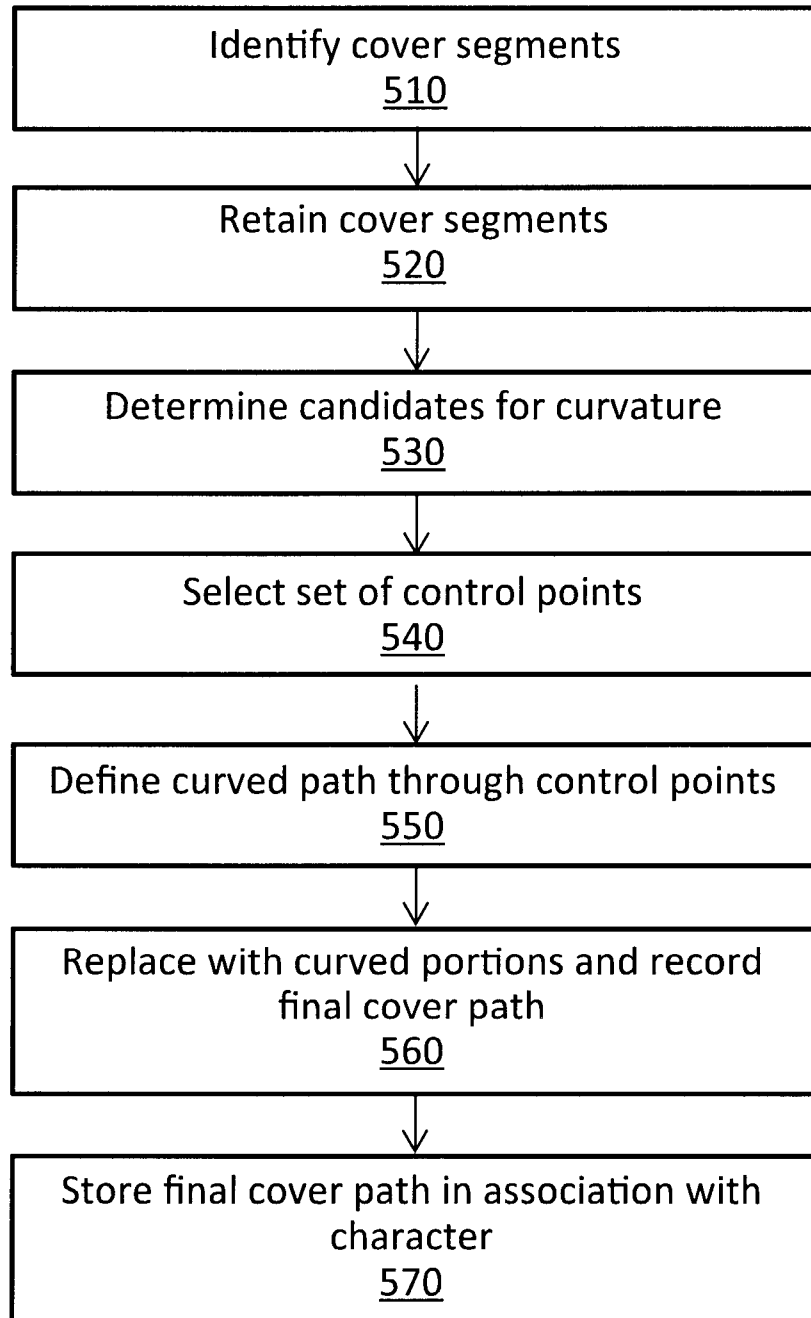 Identify cover segments
510
Retain cover segments
520
Determine candidates for curvature
530
Select set of control points
540
Define curved path through control points
550
Replace with curved portions and record
final cover path
560
Store final cover path in association with
character
570